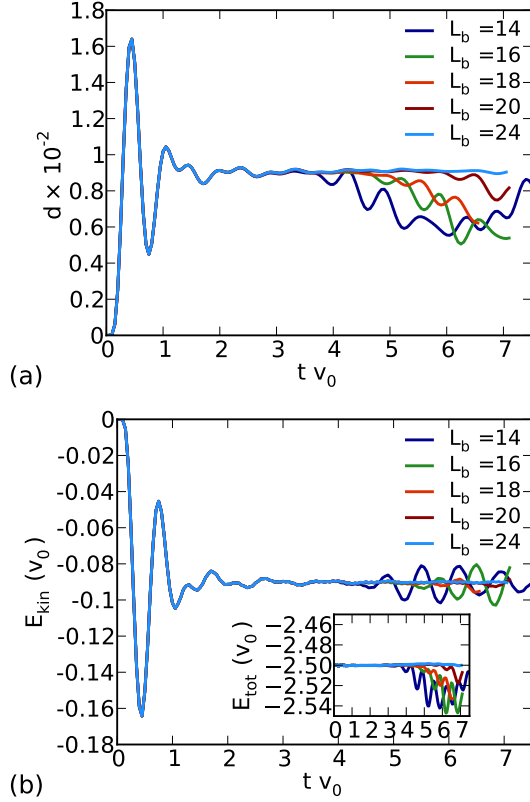 1.8
1.6
1.4
1.2
1
0.8
0.6
0.4
0.2
0
d × 10⁻²
L_b =14
L_b =16
L_b =18
L_b =20
L_b =24
0 1 2 3 4 5 6 7
t v₀
(a)
0
-0.02
-0.04
-0.06
-0.08
-0.1
-0.12
-0.14
-0.16
-0.18
E_kin (v₀)
L_b =14
L_b =16
L_b =18
L_b =20
L_b =24
E_tot (v₀)
−2.46
−2.48
−2.50
−2.52
−2.54
0 1 2 3 4 5 6 7
0 1 2 3 4 5 6 7
t v₀
(b)